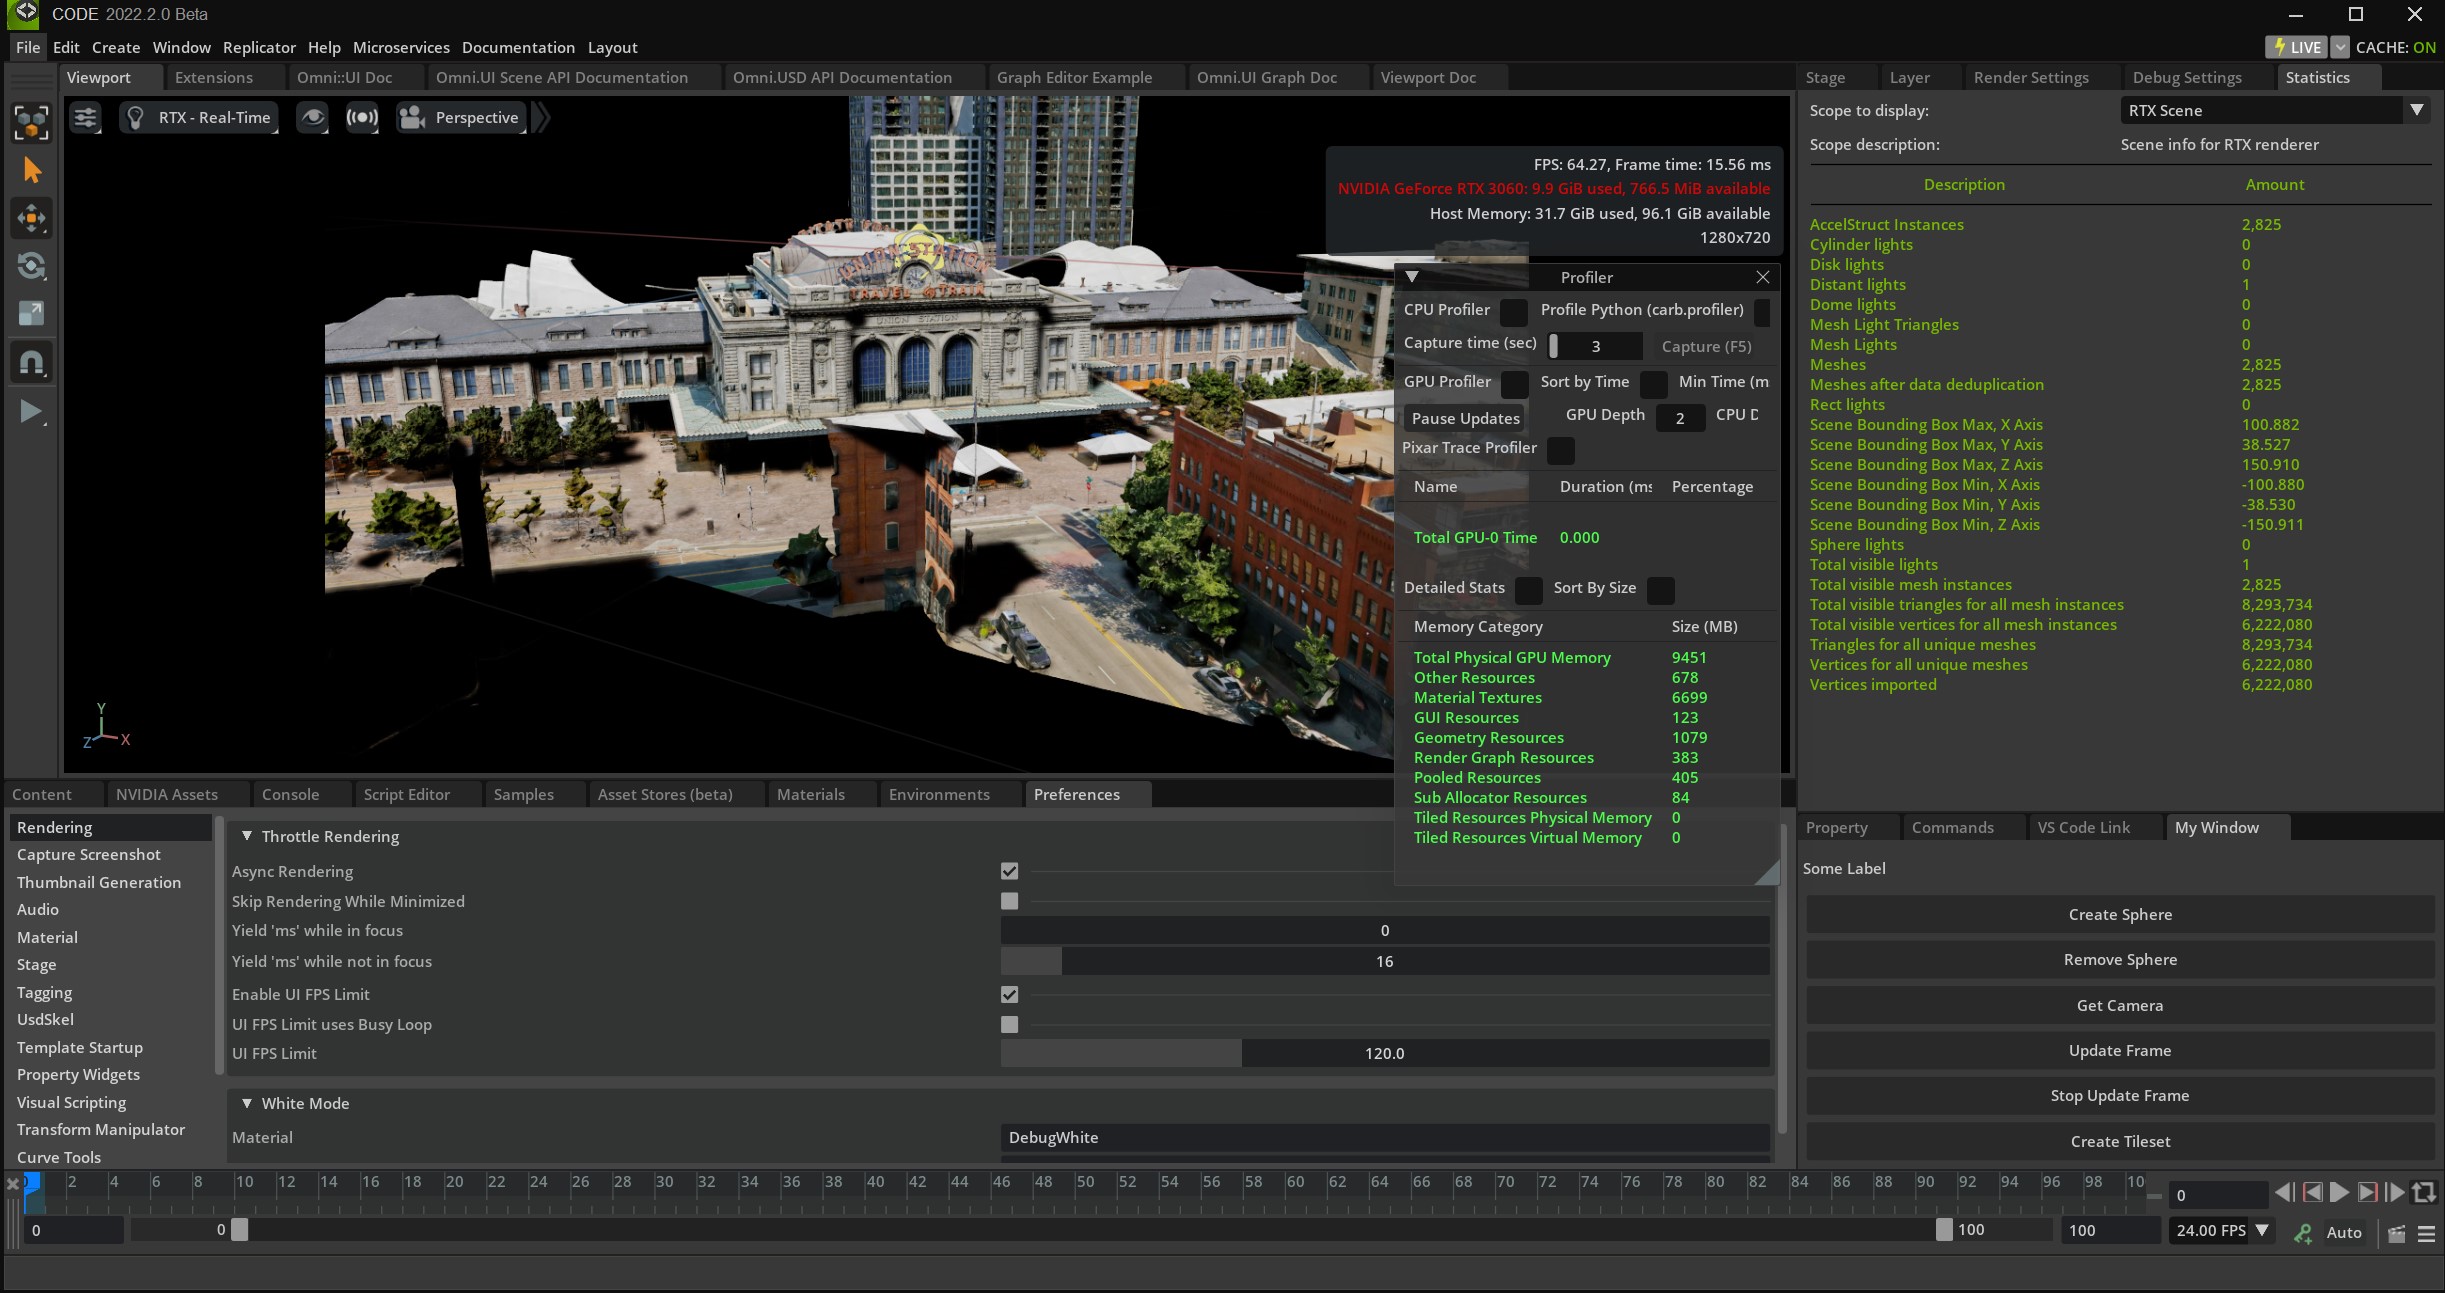 CODE 2022.2.0 Beta
File Edit Create Window Replicator Help Microservices Documentation Layout
LIVE CACHE: ON
Viewport Extensions Omni::UI Doc Omni.UI Scene API Documentation Omni.USD API Documentation Graph Editor Example Omni.UI Graph Doc Viewport Doc
RTX - Real-Time Perspective
FPS: 64.27, Frame time: 15.56 ms
NVIDIA GeForce RTX 3060: 9.9 GiB used, 766.5 MiB available
Host Memory: 31.7 GiB used, 96.1 GiB available
1280x720
UNION STATION
TRAVEL by TRAIN
UNION STATION
Y
Z X
Profiler
CPU Profiler Profile Python (carb.profiler)
Capture time (sec) 3 Capture (F5)
GPU Profiler Sort by Time Min Time (m
Pause Updates GPU Depth 2 CPU D
Pixar Trace Profiler
Name Duration (ms Percentage
Total GPU-0 Time 0.000
Detailed Stats Sort By Size
Memory Category Size (MB)
Total Physical GPU Memory 9451
Other Resources 678
Material Textures 6699
GUI Resources 123
Geometry Resources 1079
Render Graph Resources 383
Pooled Resources 405
Sub Allocator Resources 84
Tiled Resources Physical Memory 0
Tiled Resources Virtual Memory 0
Stage Layer Render Settings Debug Settings Statistics
Scope to display: RTX Scene
Scope description: Scene info for RTX renderer
Description Amount
AccelStruct Instances 2,825
Cylinder lights 0
Disk lights 0
Distant lights 1
Dome lights 0
Mesh Light Triangles 0
Mesh Lights 0
Meshes 2,825
Meshes after data deduplication 2,825
Rect lights 0
Scene Bounding Box Max, X Axis 100.882
Scene Bounding Box Max, Y Axis 38.527
Scene Bounding Box Max, Z Axis 150.910
Scene Bounding Box Min, X Axis -100.880
Scene Bounding Box Min, Y Axis -38.530
Scene Bounding Box Min, Z Axis -150.911
Sphere lights 0
Total visible lights 1
Total visible mesh instances 2,825
Total visible triangles for all mesh instances 8,293,734
Total visible vertices for all mesh instances 6,222,080
Triangles for all unique meshes 8,293,734
Vertices for all unique meshes 6,222,080
Vertices imported 6,222,080
Content NVIDIA Assets Console Script Editor Samples Asset Stores (beta) Materials Environments Preferences
Rendering
Capture Screenshot
Thumbnail Generation
Audio
Material
Stage
Tagging
UsdSkel
Template Startup
Property Widgets
Visual Scripting
Transform Manipulator
Curve Tools
Throttle Rendering
Async Rendering
Skip Rendering While Minimized
Yield 'ms' while in focus 0
Yield 'ms' while not in focus 16
Enable UI FPS Limit
UI FPS Limit uses Busy Loop
UI FPS Limit 120.0
White Mode
Material DebugWhite
Property Commands VS Code Link My Window
Some Label
Create Sphere
Remove Sphere
Get Camera
Update Frame
Stop Update Frame
Create Tileset
0 2 4 6 8 10 12 14 16 18 20 22 24 26 28 30 32 34 36 38 40 42 44 46 48 50 52 54 56 58 60 62 64 66 68 70 72 74 76 78 80 82 84 86 88 90 92 94 96 98 10
0
0 0 100 100 24.00 FPS Auto